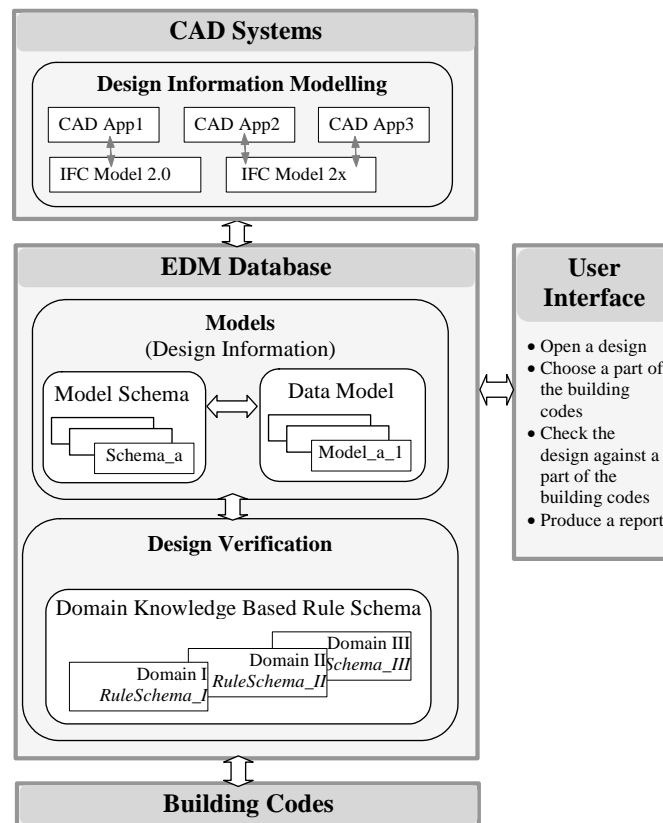 CAD Systems
Design Information Modelling
CAD App1
CAD App2
CAD App3
IFC Model 2.0
IFC Model 2x
EDM Database
Models
(Design Information)
Model Schema
Schema_a
Data Model
Model_a_1
Design Verification
Domain Knowledge Based Rule Schema
Domain I
RuleSchema_I
Domain II
RuleSchema_II
Domain III
Schema_III
Building Codes
User
Interface
• Open a design
• Choose a part of
the building
codes
• Check the
design against a
part of the
building codes
• Produce a report